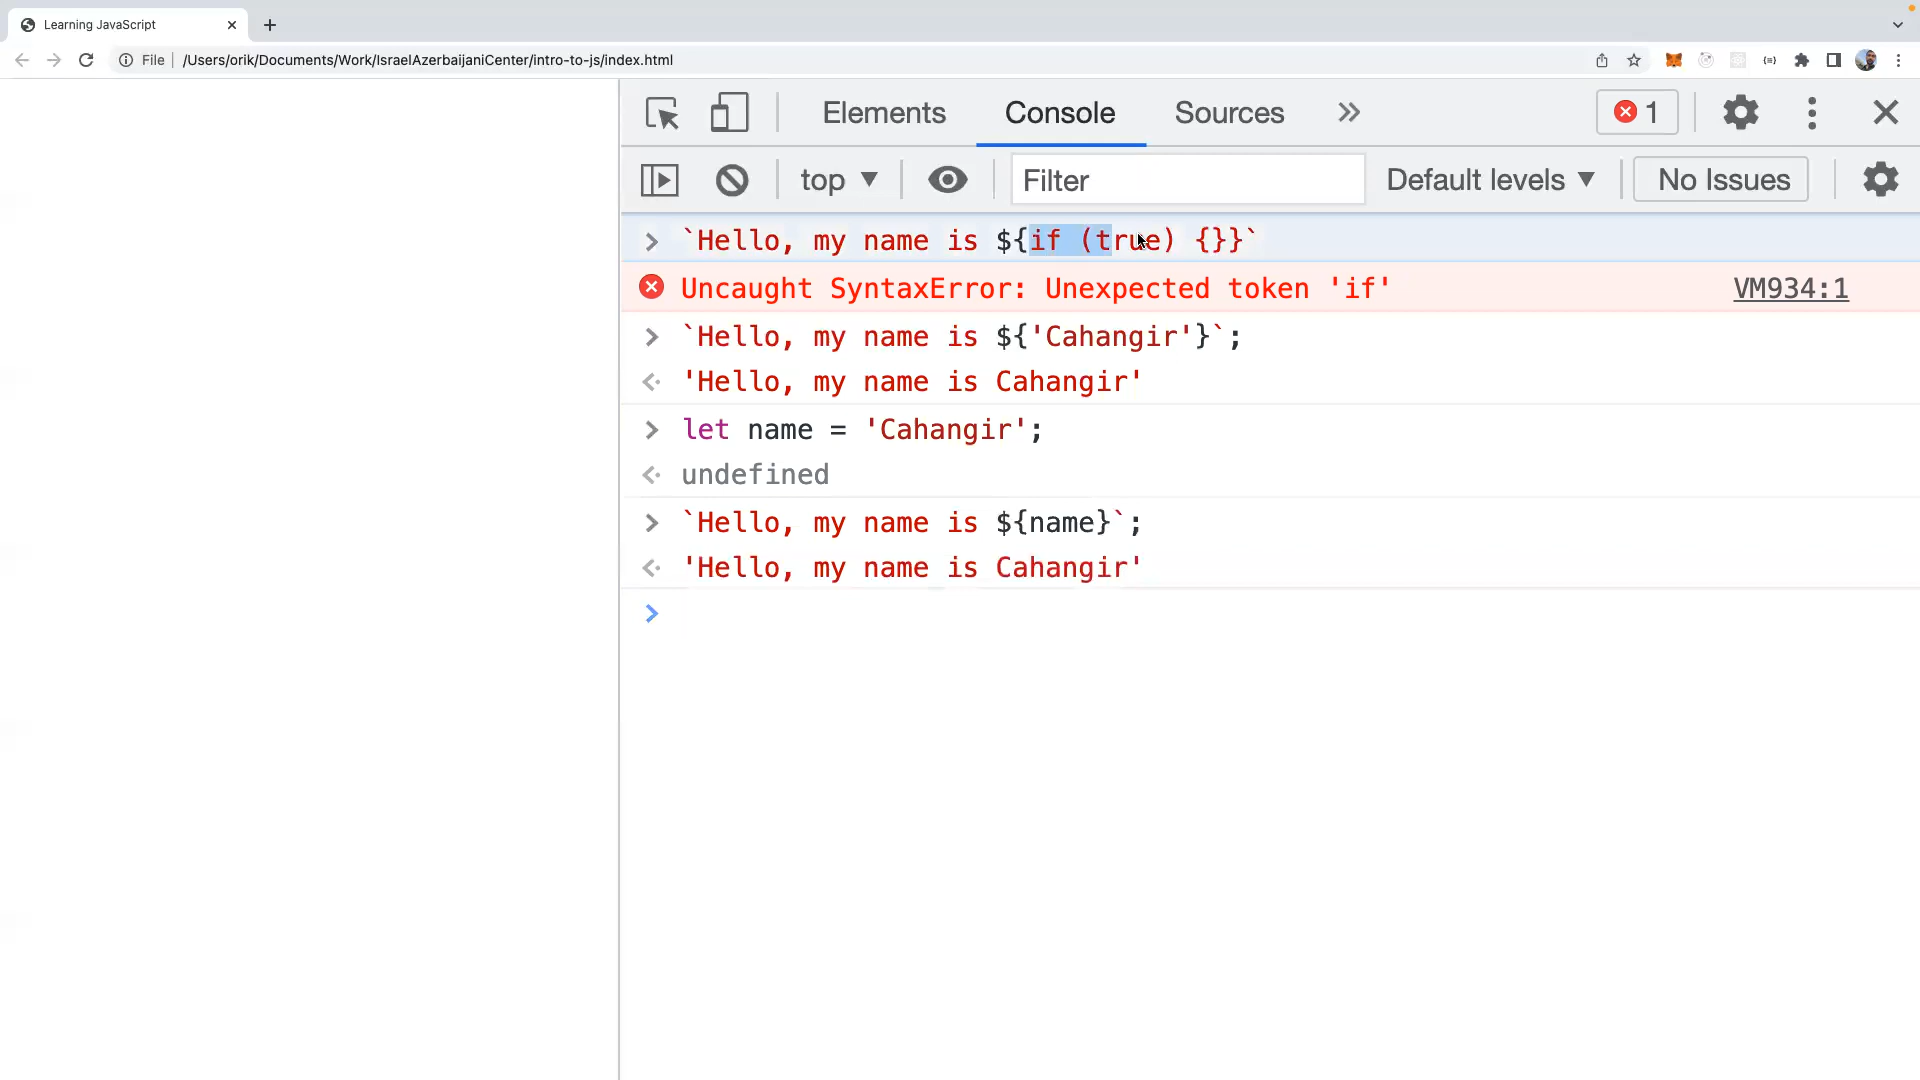 Learning JavaScript
File /Users/orik/Documents/Work/IsraelAzerbaijaniCenter/intro-to-js/index.html
Elements Console Sources 1
top Filter Default levels No Issues
`Hello, my name is ${if (true) {}}`
Uncaught SyntaxError: Unexpected token 'if' VM934:1
`Hello, my name is ${'Cahangir'}`;
'Hello, my name is Cahangir'
let name = 'Cahangir';
undefined
`Hello, my name is ${name}`;
'Hello, my name is Cahangir'